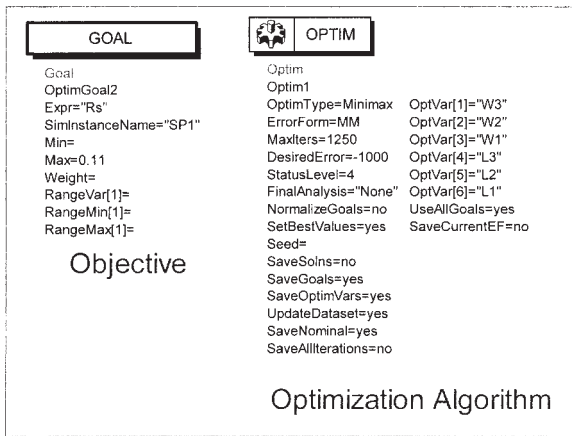 GOAL
Goal
OptimGoal2
Expr="Rs"
SimInstanceName="SP1"
Min=
Max=0.11
Weight=
RangeVar[1]=
RangeMin[1]=
RangeMax[1]=
Objective
OPTIM
Optim
Optim1
OptimType=Minimax OptVar[1]="W3"
ErrorForm=MM OptVar[2]="W2"
MaxIters=1250 OptVar[3]="W1"
DesiredError=-1000 OptVar[4]="L3"
StatusLevel=4 OptVar[5]="L2"
FinalAnalysis="None" OptVar[6]="L1"
NormalizeGoals=no UseAllGoals=yes
SetBestValues=yes SaveCurrentEF=no
Seed=
SaveSolns=no
SaveGoals=yes
SaveOptimVars=yes
UpdateDataset=yes
SaveNominal=yes
SaveAllIterations=no
Optimization Algorithm